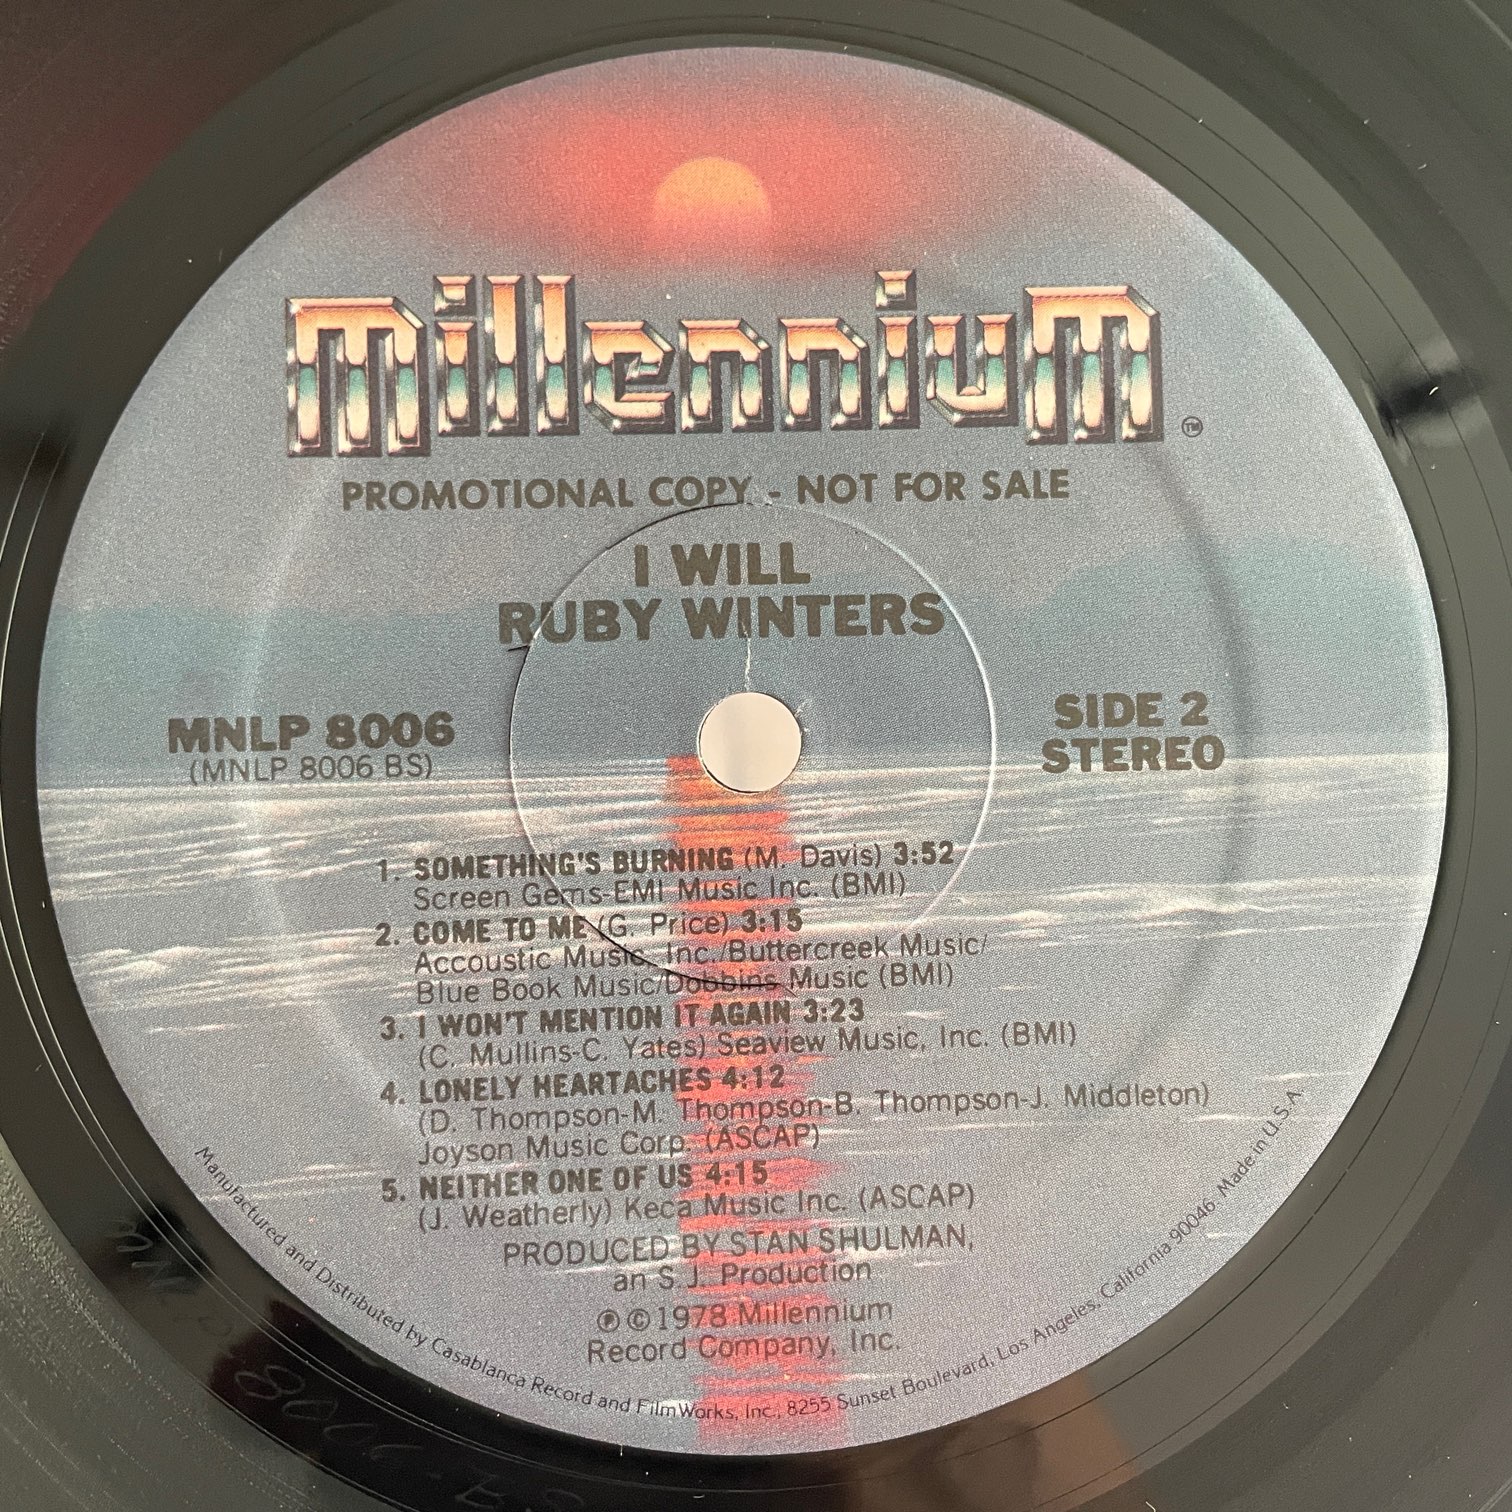 millennium
TM
PROMOTIONAL COPY - NOT FOR SALE
I WILL
RUBY WINTERS
MNLP 8006
(MNLP 8006 BS)
SIDE 2
STEREO
1. SOMETHING'S BURNING (M. Davis) 3:52
Screen Gems-EMI Music Inc. (BMI)
2. COME TO ME (G. Price) 3:15
Accoustic Music, Inc./Buttercreek Music/
Blue Book Music/Dobbins Music (BMI)
3. I WON'T MENTION IT AGAIN 3:23
(C. Mullins-C. Yates) Seaview Music, Inc. (BMI)
4. LONELY HEARTACHES 4:12
(D. Thompson-M. Thompson-B. Thompson-J. Middleton)
Joyson Music Corp. (ASCAP)
5. NEITHER ONE OF US 4:15
(J. Weatherly) Keca Music Inc. (ASCAP)
PRODUCED BY STAN SHULMAN,
an S.J. Production
℗ © 1978 Millennium
Record Company, Inc.
Manufactured and Distributed by Casablanca Record and FilmWorks, Inc., 8255 Sunset Boulevard, Los Angeles, California 90046 Made in U.S.A.